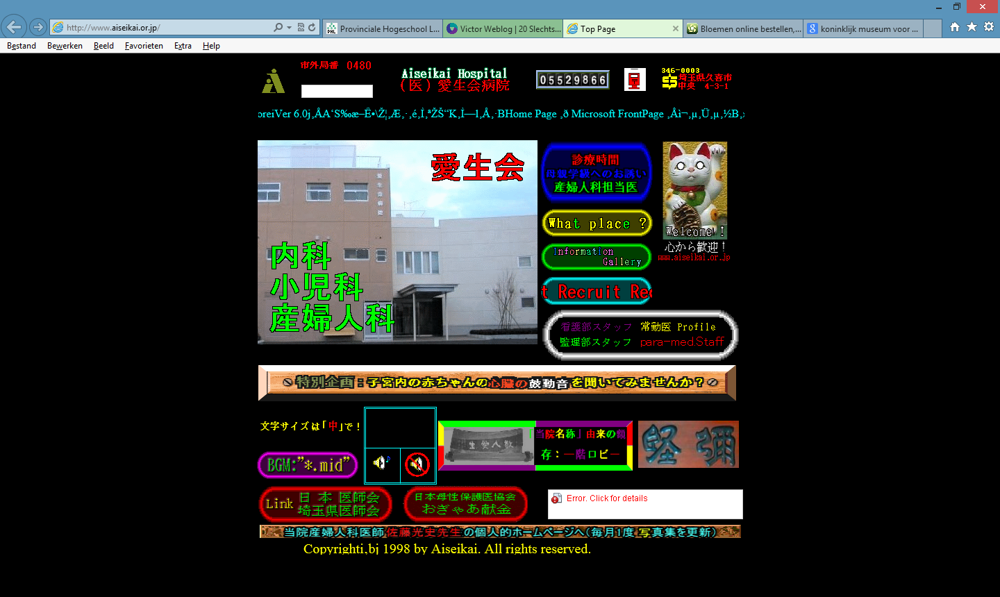 http://www.aiseikai.or.jp/
Provinciale Hogeschool L...
Victor Weblog | 20 Slechts...
Top Page
Bloemen online bestellen,...
koninklijk museum voor ...
Bestand Bewerken Beeld Favorieten Extra Help
市外局番 0480
Aiseikai Hospital
（医）愛生会病院
05529866
346-0003
埼玉県久喜市
中央 4-3-1
oreiVer 6.0j‚ÅA‘S‰æ–Ê•\Ž¦‚Æ‚·‚é‚Ì‚ªŽŠ“K‚Ì—l‚Å‚·BHome Page ‚ð Microsoft FrontPage ‚Åì¬‚µ‚Ü‚µ‚½B
愛生会
愛生会病院
内科
小児科
産婦人科
診療時間
母親学級へのお誘い
産婦人科担当医
What place ?
Information
Gallery
t Recruit Rec
Welcome !
心から歓迎！
www.aiseikai.or.jp
看護部スタッフ 常勤医 Profile
監理部スタッフ para-med.Staff
特別企画：子宮内の赤ちゃんの心臓の鼓動音を聞いてみませんか？
文字サイズは「中」で！
BGM:"*.mid"
「当院名称」由来の額
存：一階ロビー
Link 日本医師会
埼玉県医師会
日本母性保護医協会
おぎゃあ献金
Error. Click for details
当院産婦人科医師佐藤光史先生の個人的ホームページへ（毎月1度 写真集を更新）
Copyrighti‚bj 1998 by Aiseikai. All rights reserved.